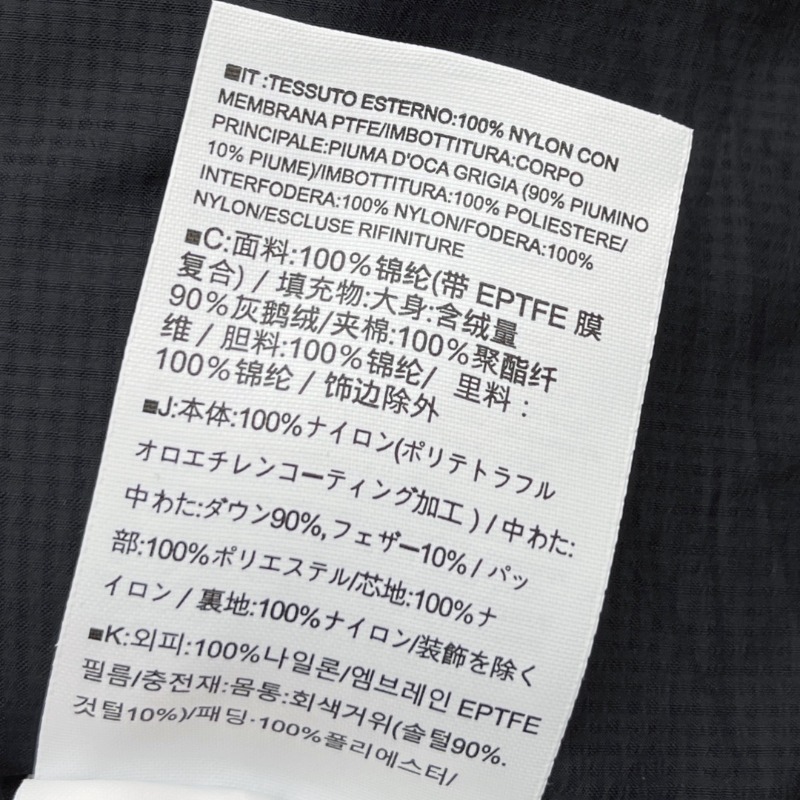 ■IT :TESSUTO ESTERNO:100% NYLON CON
MEMBRANA PTFE/IMBOTTITURA:CORPO
PRINCIPALE:PIUMA D'OCA GRIGIA (90% PIUMINO
10% PIUME)/IMBOTTITURA:100% POLIESTERE/
INTERFODERA:100% NYLON/FODERA:100%
NYLON/ESCLUSE RIFINITURE
■C:面料:100%锦纶(带 EPTFE 膜
复合) / 填充物:大身:含绒量
90%灰鹅绒/夹棉:100%聚酯纤
维 / 胆料:100%锦纶/ 里料 :
100%锦纶 / 饰边除外
■J:本体:100%ナイロン(ポリテトラフル
オロエチレンコーティング加工 ) / 中わた:
中わた:ダウン90%,フェザー10% / パッ
部:100%ポリエステル/芯地:100%ナ
イロン / 裏地:100%ナイロン/装飾を除く
■K:외피:100%나일론/엠브레인 EPTFE
필름/충전재:몸통:회색거위(솔털90%.
것털10%)/패딩·100%폴리에스터/